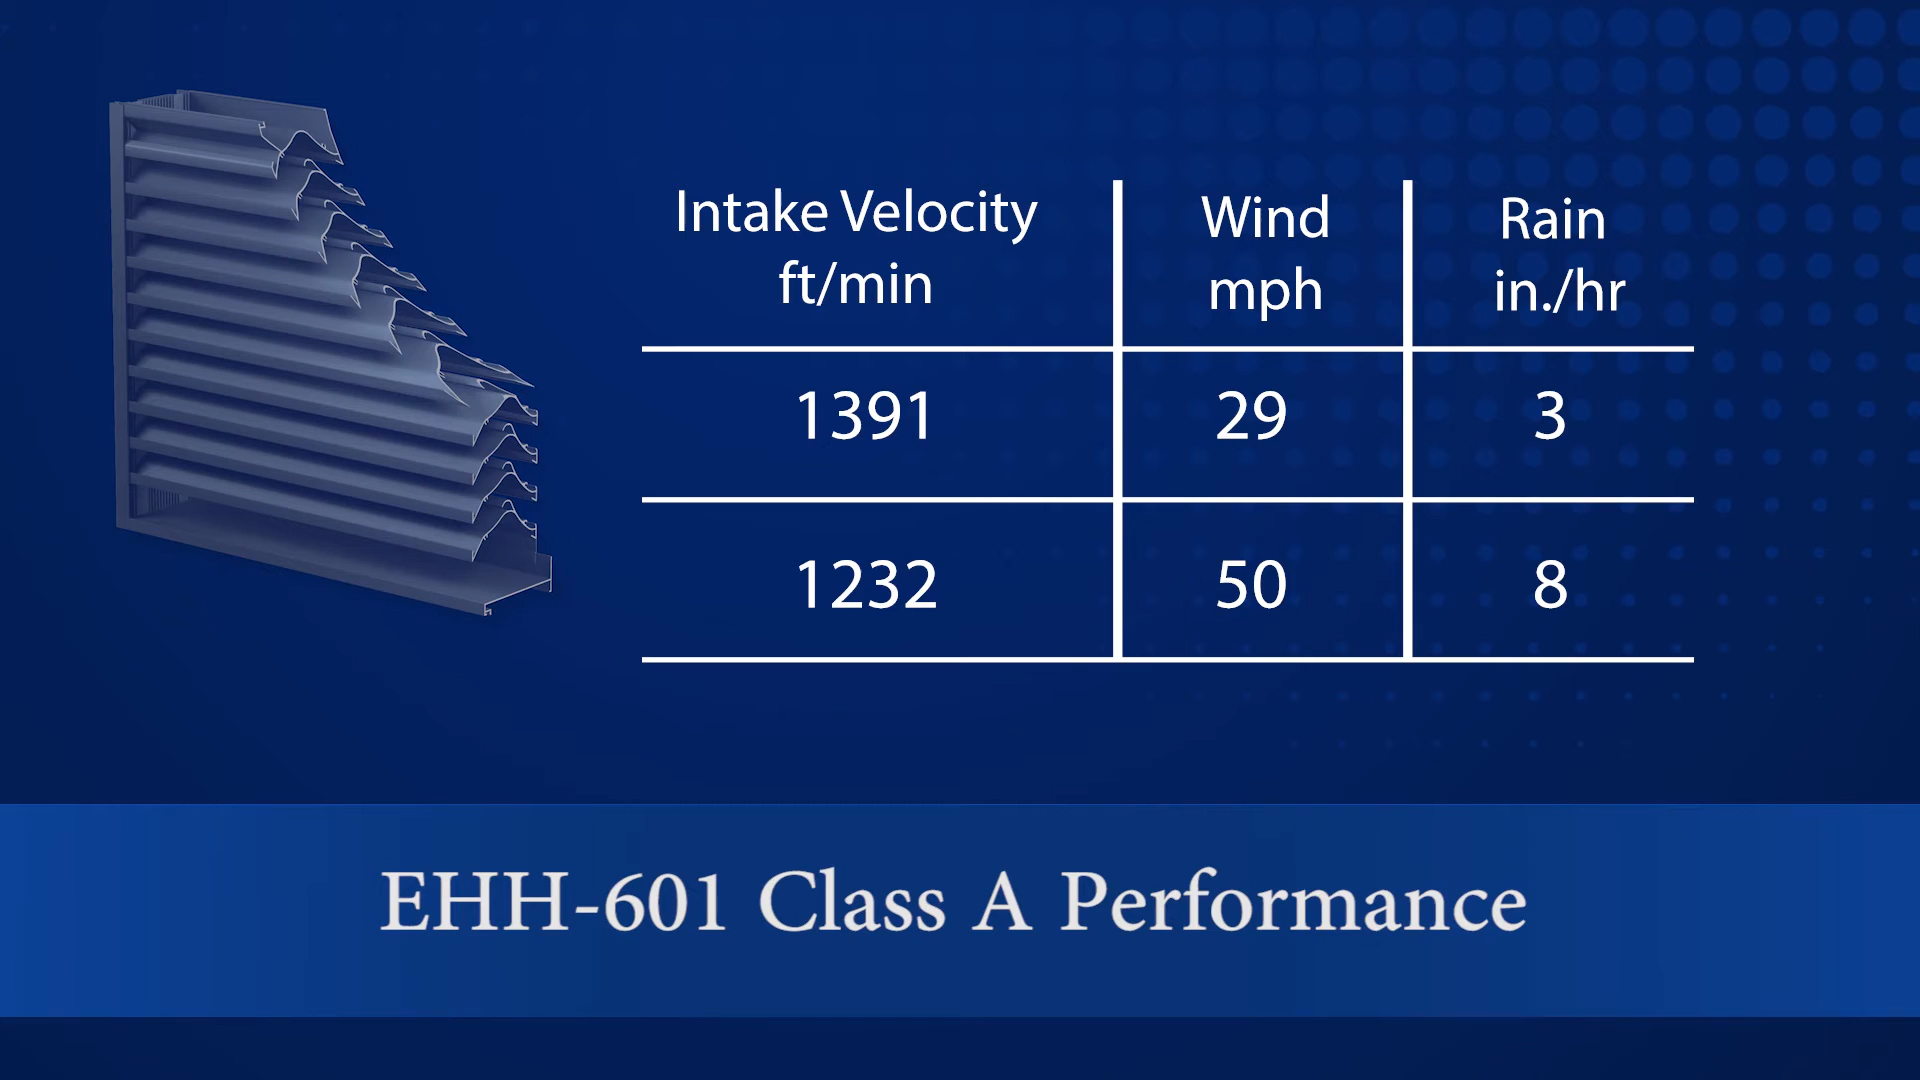 Intake Velocity
ft/min
Wind
mph
Rain
in./hr
1391 29 3
1232 50 8
EHH-601 Class A Performance